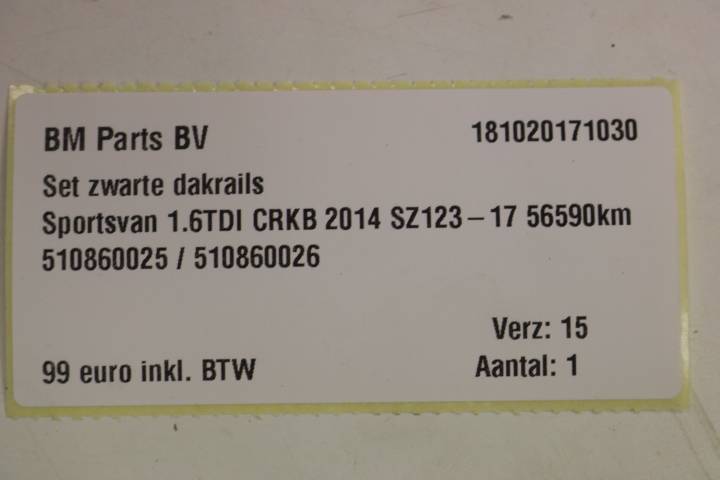 BM Parts BV 181020171030
Set zwarte dakrails
Sportsvan 1.6TDI CRKB 2014 SZ123-17 56590km
510860025 / 510860026
Verz: 15
99 euro inkl. BTW Aantal: 1